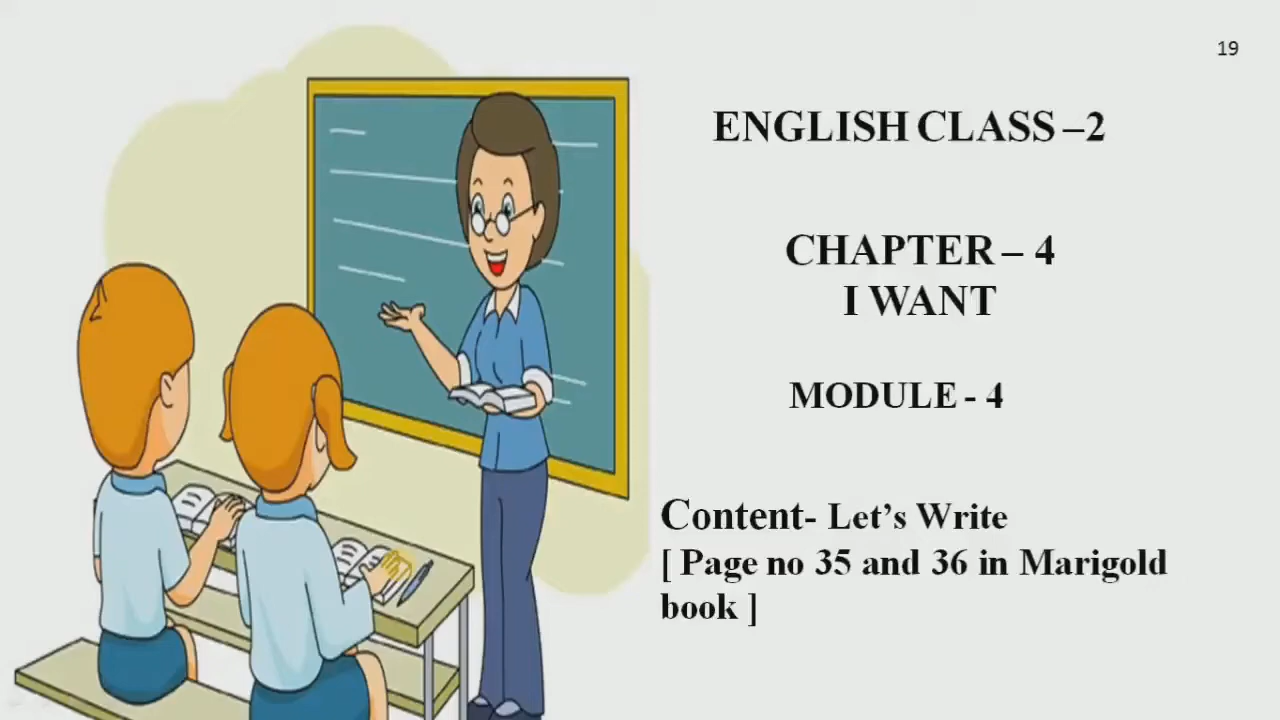 19
ENGLISH CLASS –2
CHAPTER – 4
I WANT
MODULE - 4
Content- Let’s Write
[ Page no 35 and 36 in Marigold
book ]